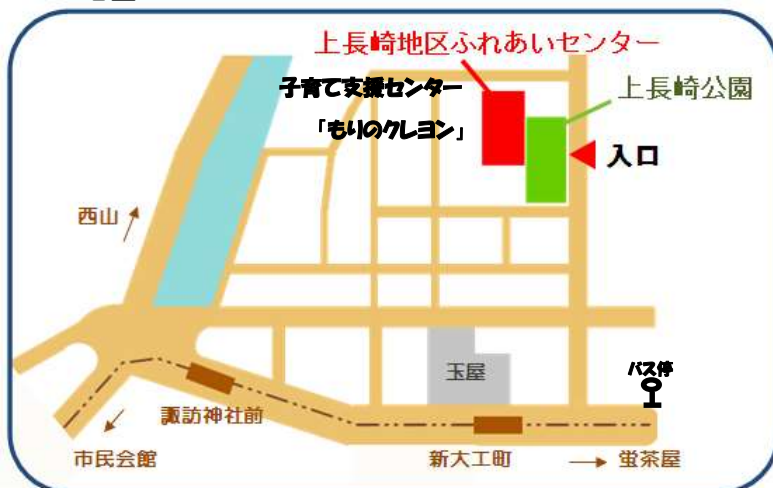 上長崎地区ふれあいセンター
子育て支援センター
「もりのクレヨン」
上長崎公園
入口
西山
玉屋
バス停
諏訪神社前
市民会館
新大工町
蛍茶屋